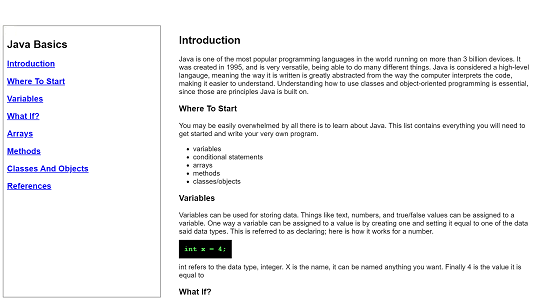 Java Basics
Introduction
Where To Start
Variables
What If?
Arrays
Methods
Classes And Objects
References
Introduction
Java is one of the most popular programming languages in the world running on more than 3 billion devices. It
was created in 1995, and is very versatile, being able to do many different things. Java is considered a high-level
langauge, meaning the way it is written is greatly abstracted from the way the computer interprets the code,
making it easier to understand. Understanding how to use classes and object-oriented programming is essential,
since those are principles Java is built on.
Where To Start
You may be easily overwhelmed by all there is to learn about Java. This list contains everything you will need to
get started and write your very own program.
• variables
• conditional statements
• arrays
• methods
• classes/objects
Variables
Variables can be used for storing data. Things like text, numbers, and true/false values can be assigned to a
variable. One way a variable can be assigned to a value is by creating one and setting it equal to one of the data
said data types. This is referred to as declaring; here is how it works for a number.
int x = 4;
int refers to the data type, integer. X is the name, it can be named anything you want. Finally 4 is the value it is
equal to
What If?